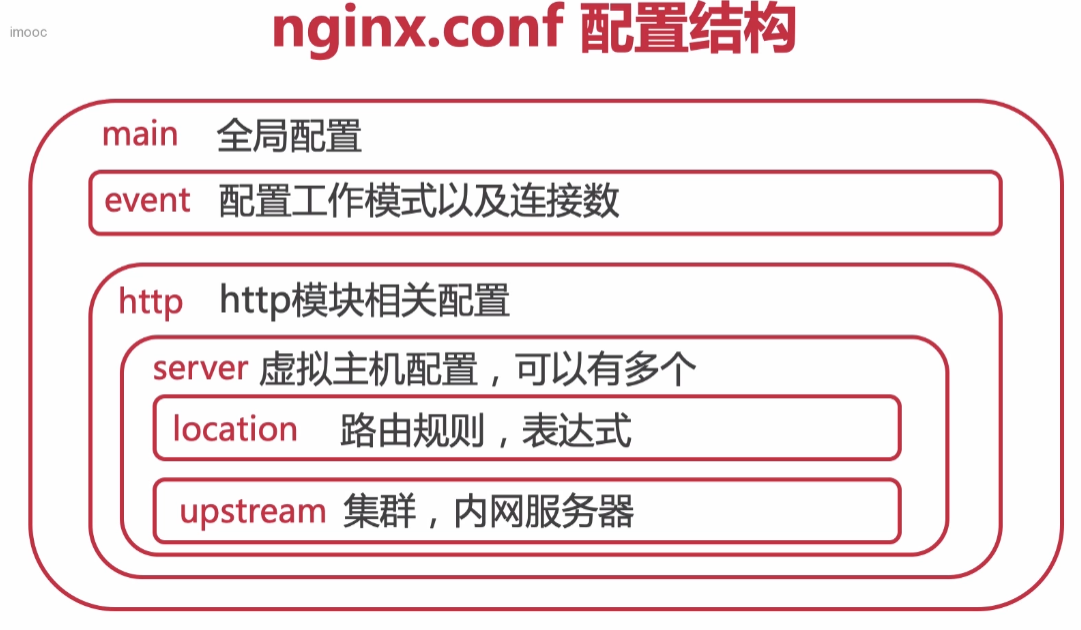 imooc
nginx.conf 配置结构
main 全局配置
event 配置工作模式以及连接数
http http模块相关配置
server 虚拟主机配置，可以有多个
location 路由规则，表达式
upstream 集群，内网服务器